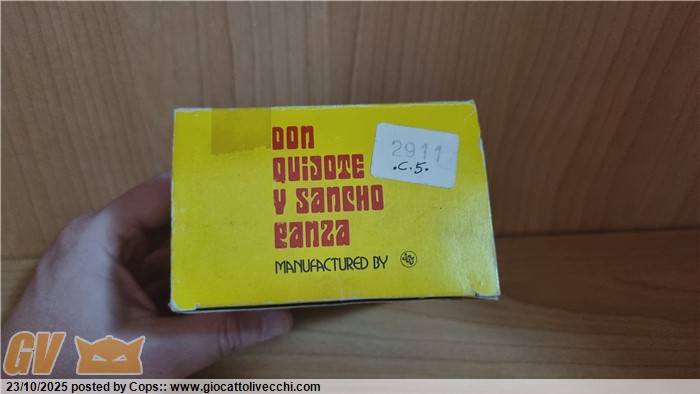 DON
QUIJOTE
Y SANCHO
PANZA
MANUFACTURED BY
2911
.C.5.
GV
23/10/2025 posted by Cops:: www.giocattolivecchi.com